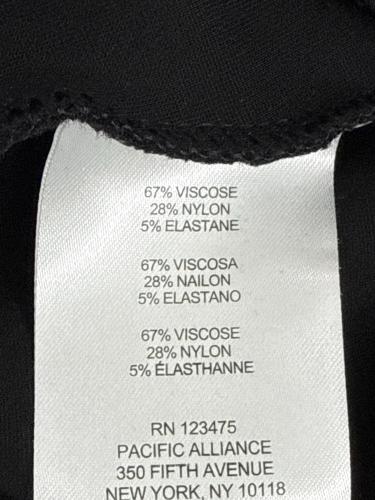 67% VISCOSE
28% NYLON
5% ELASTANE
67% VISCOSA
28% NAILON
5% ELASTANO
67% VISCOSE
28% NYLON
5% ÉLASTHANNE
RN 123475
PACIFIC ALLIANCE
350 FIFTH AVENUE
NEW YORK, NY 10118